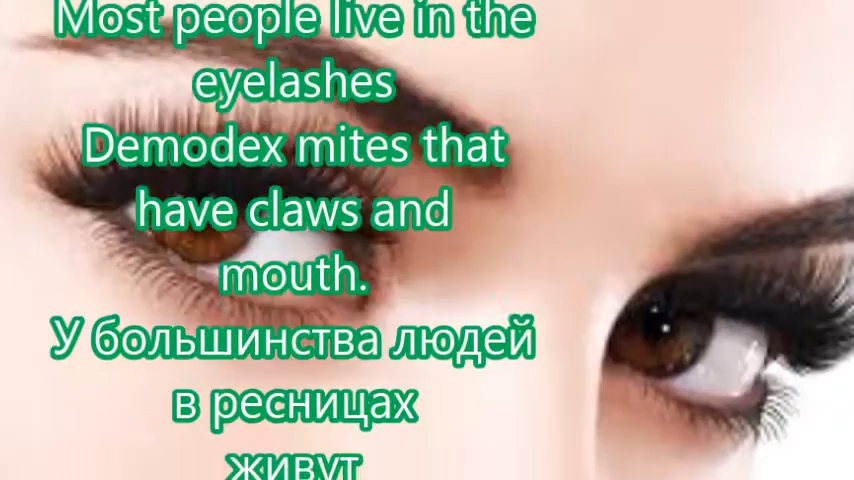 Most people live in the
eyelashes
Demodex mites that
have claws and
mouth.
У большинства людей
в ресницах
живут